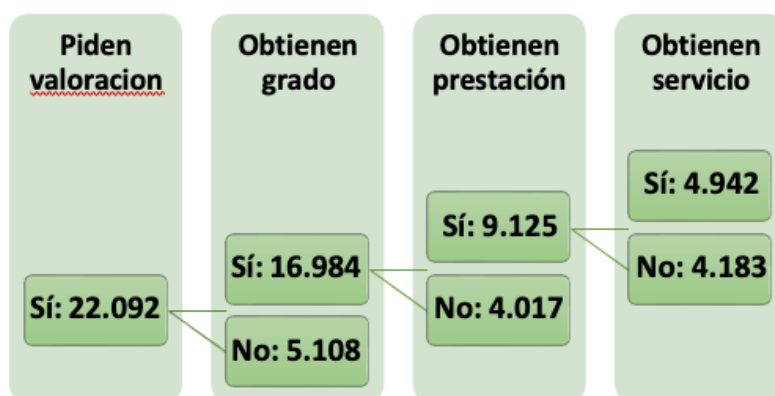 Piden
valoracion
Obtienen
grado
Obtienen
prestación
Obtienen
servicio
Sí: 22.092
Sí: 16.984
No: 5.108
Sí: 9.125
No: 4.017
Sí: 4.942
No: 4.183